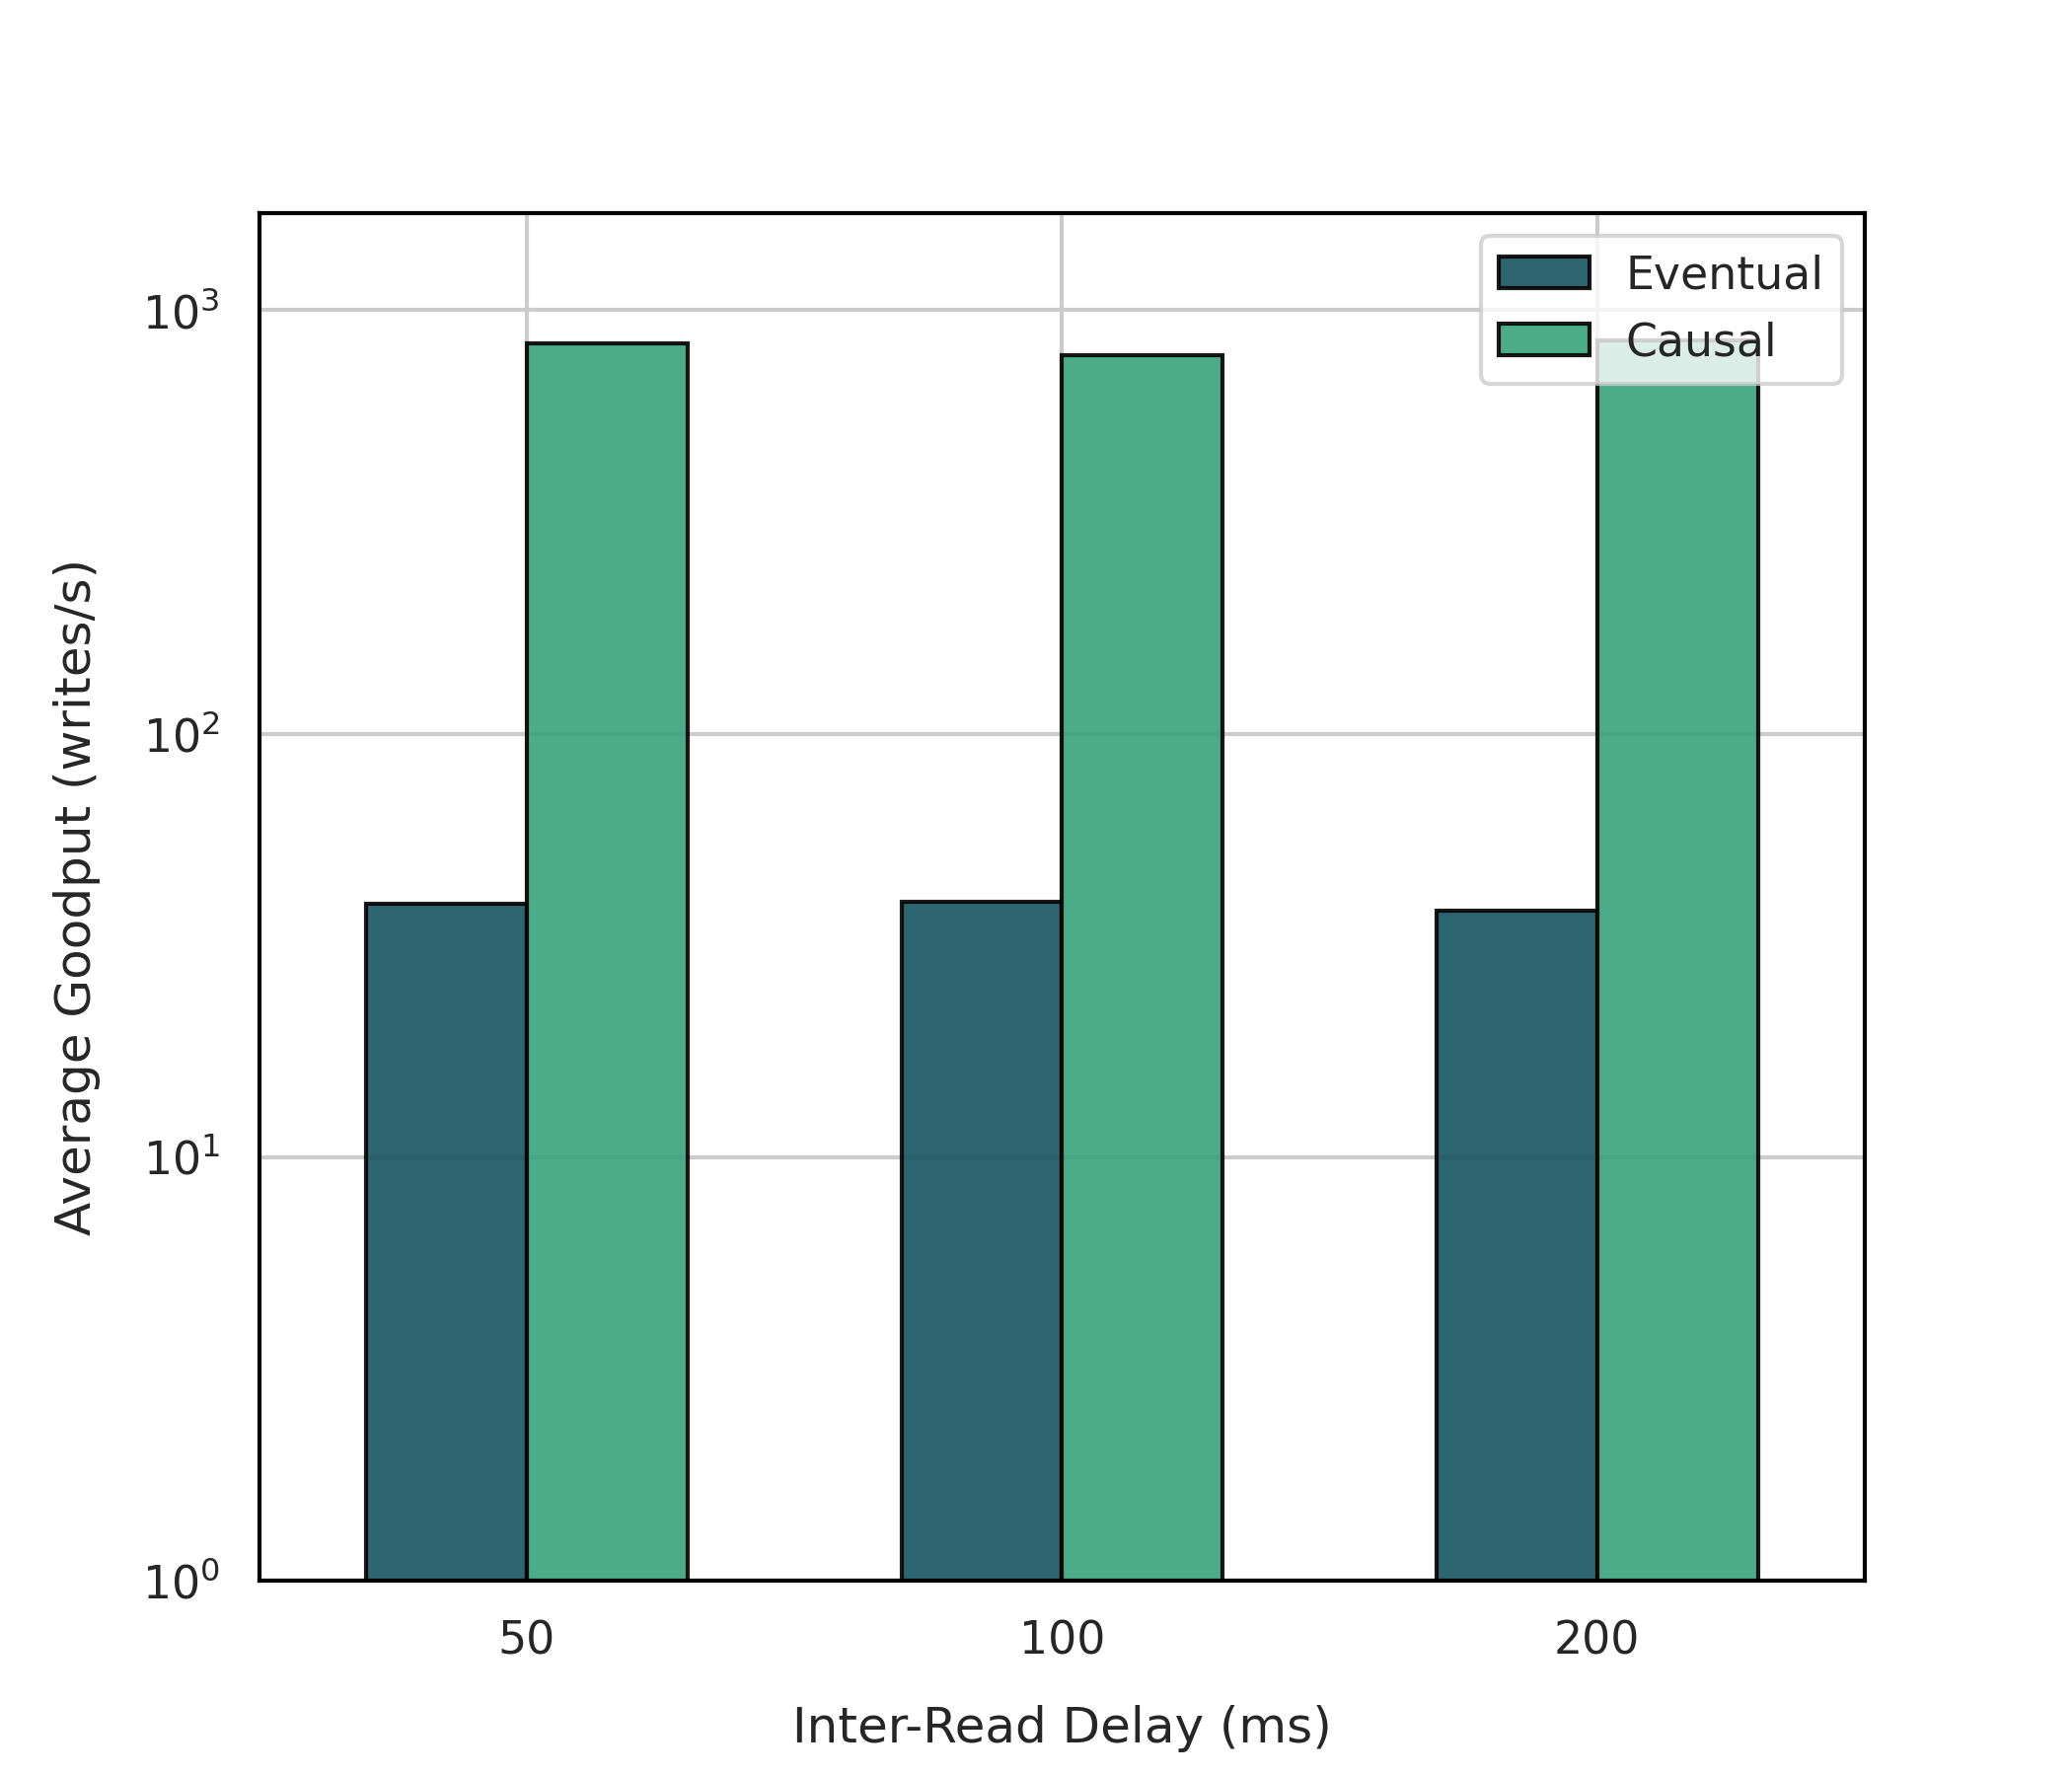 Eventual
Causal
10³
10²
10¹
10⁰
Average Goodput (writes/s)
50 100 200
Inter-Read Delay (ms)